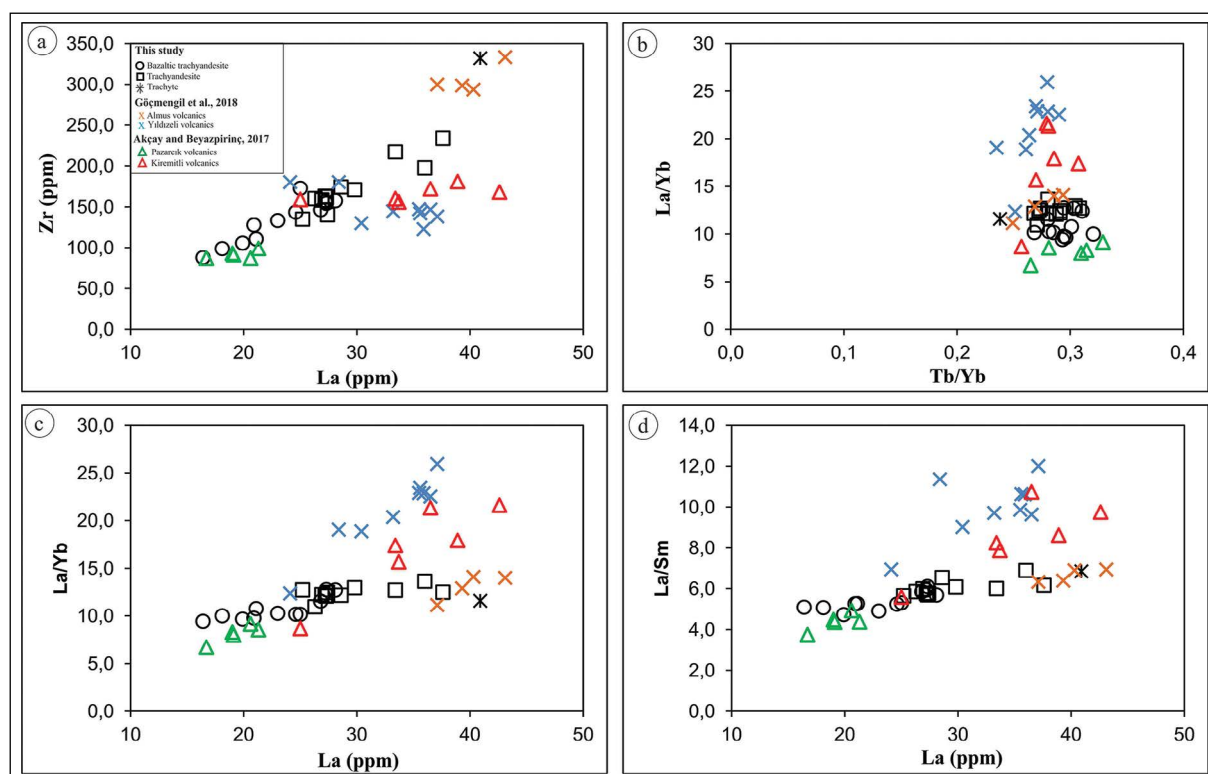 a
350,0
300,0
250,0
200,0
150,0
100,0
50,0
0,0
Zr (ppm)
10 20 30 40 50
La (ppm)
This study
Bazaltic trachyandesite
Trachyandesite
Trachyte
Göçmengil et al., 2018
Almus volcanics
Yıldızeli volcanics
Akçay and Beyazpirinç, 2017
Pazarcık volcanics
Kiremitli volcanics
b
30
25
20
15
10
5
0
La/Yb
0,0 0,1 0,2 0,3 0,4
Tb/Yb
c
30,0
25,0
20,0
15,0
10,0
5,0
0,0
La/Yb
10 20 30 40 50
La (ppm)
d
14,0
12,0
10,0
8,0
6,0
4,0
2,0
0,0
La/Sm
10 20 30 40 50
La (ppm)